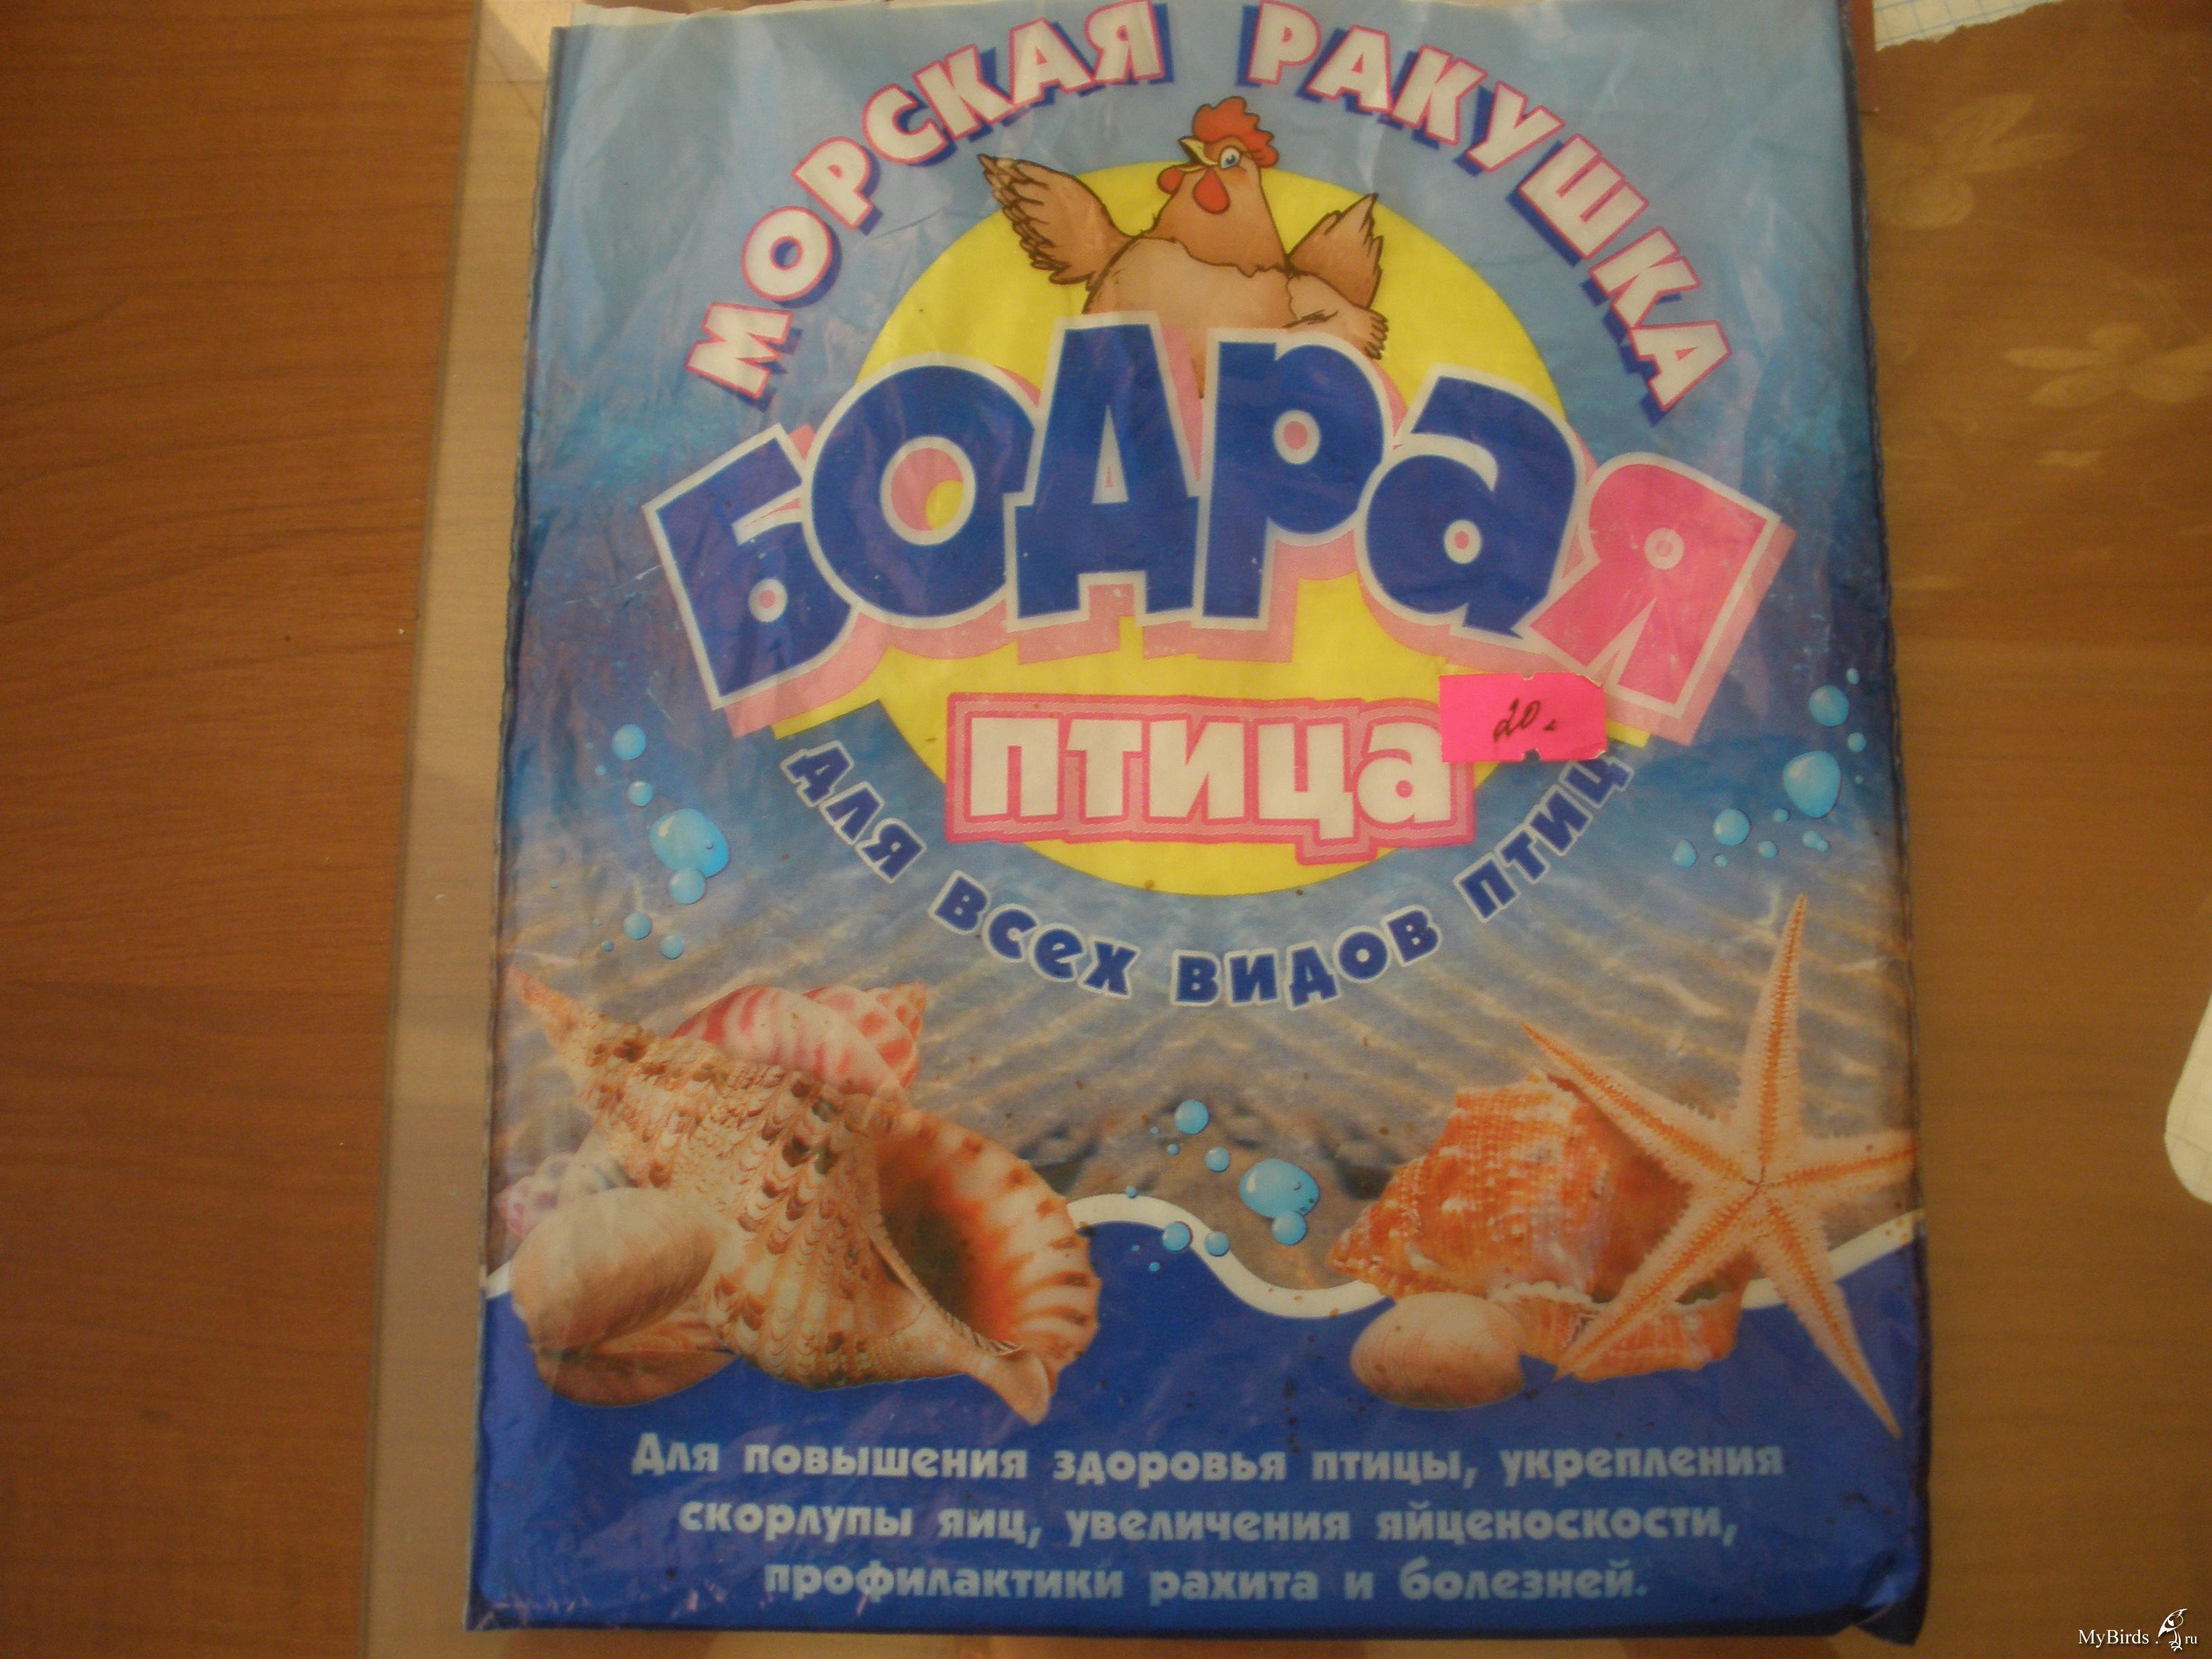 МОРСКАЯ РАКУШКА
БОДРаЯ
птица
20.
для всех видов птиц
Для повышения здоровья птицы, укрепления
скорлупы яиц, увеличения яйценоскости,
профилактики рахита и болезней.
MyBirds.ru